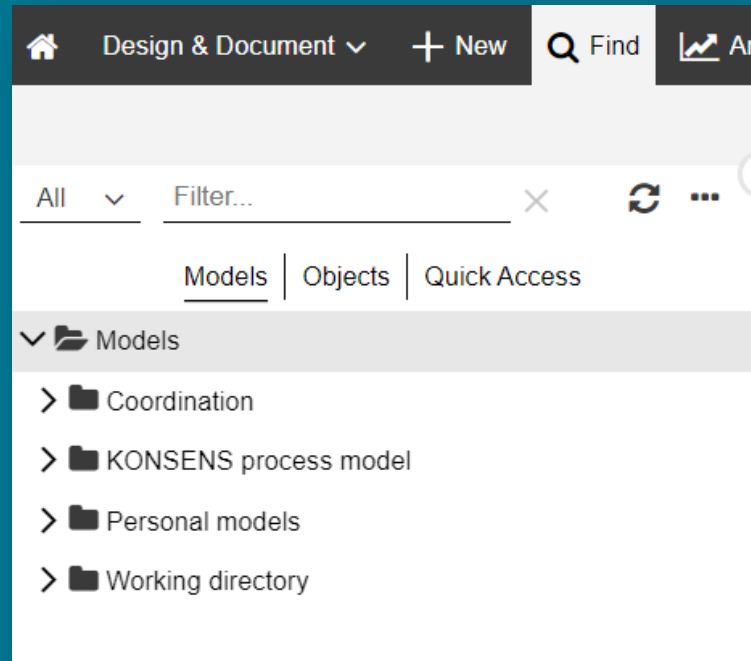 Design & Document New Find
All Filter...
Models Objects Quick Access
Models
Coordination
KONSENS process model
Personal models
Working directory